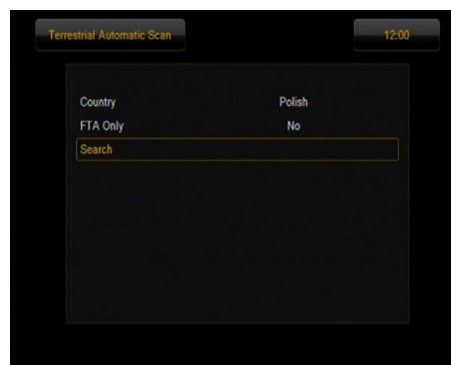 Terrestrial Automatic Scan 12:00
Country Polish
FTA Only No
Search